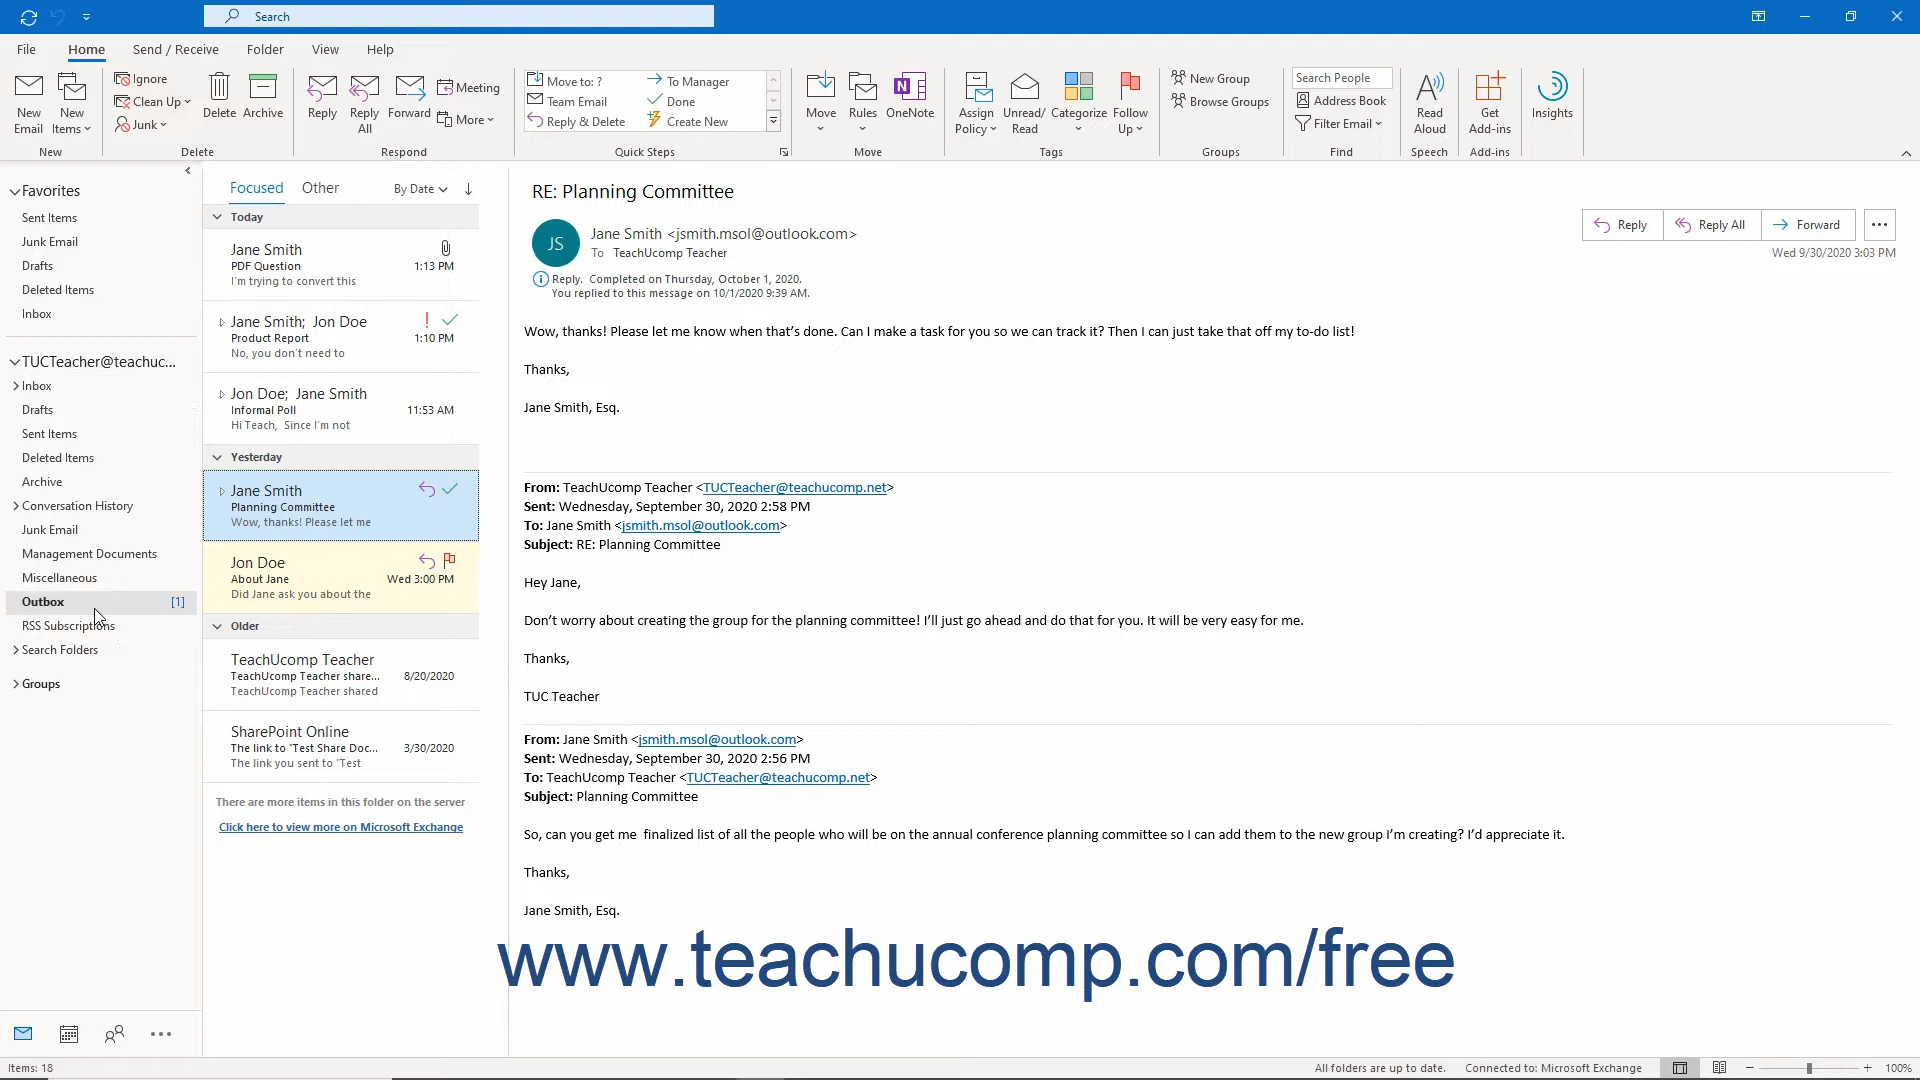 Search
File Home Send / Receive Folder View Help
New Email
New Items
New
Ignore
Clean Up
Junk
Delete
Archive
Delete
Reply
Reply All
Forward
Meeting
More
Respond
Move to: ?
Team Email
Reply & Delete
To Manager
Done
Create New
Quick Steps
Move
Rules
OneNote
Move
Assign Policy
Unread/ Read
Categorize
Follow Up
Tags
New Group
Browse Groups
Groups
Search People
Address Book
Filter Email
Find
Read Aloud
Speech
Get Add-ins
Add-ins
Insights
Favorites
Sent Items
Junk Email
Drafts
Deleted Items
Inbox
TUCTeacher@teachuc...
Inbox
Drafts
Sent Items
Deleted Items
Archive
Conversation History
Junk Email
Management Documents
Miscellaneous
Outbox [1]
RSS Subscriptions
Search Folders
Groups
Focused Other By Date
Today
Jane Smith
PDF Question 1:13 PM
I'm trying to convert this
Jane Smith; Jon Doe
Product Report 1:10 PM
No, you don't need to
Jon Doe; Jane Smith
Informal Poll 11:53 AM
Hi Teach, Since I'm not
Yesterday
Jane Smith
Planning Committee
Wow, thanks! Please let me
Jon Doe
About Jane Wed 3:00 PM
Did Jane ask you about the
Older
TeachUcomp Teacher
TeachUcomp Teacher share... 8/20/2020
TeachUcomp Teacher shared
SharePoint Online
The link to "Test Share Doc... 3/30/2020
The link you sent to "Test
There are more items in this folder on the server
Click here to view more on Microsoft Exchange
RE: Planning Committee
JS
Jane Smith <jsmith.msol@outlook.com>
To TeachUcomp Teacher
Reply Reply All Forward
Wed 9/30/2020 3:03 PM
Reply. Completed on Thursday, October 1, 2020.
You replied to this message on 10/1/2020 9:39 AM.
Wow, thanks! Please let me know when that's done. Can I make a task for you so we can track it? Then I can just take that off my to-do list!
Thanks,
Jane Smith, Esq.
From: TeachUcomp Teacher <TUCTeacher@teachucomp.net>
Sent: Wednesday, September 30, 2020 2:58 PM
To: Jane Smith <jsmith.msol@outlook.com>
Subject: RE: Planning Committee
Hey Jane,
Don't worry about creating the group for the planning committee! I'll just go ahead and do that for you. It will be very easy for me.
Thanks,
TUC Teacher
From: Jane Smith <jsmith.msol@outlook.com>
Sent: Wednesday, September 30, 2020 2:56 PM
To: TeachUcomp Teacher <TUCTeacher@teachucomp.net>
Subject: Planning Committee
So, can you get me finalized list of all the people who will be on the annual conference planning committee so I can add them to the new group I'm creating? I'd appreciate it.
Thanks,
Jane Smith, Esq.
www.teachucomp.com/free
Items: 18
All folders are up to date. Connected to: Microsoft Exchange 100%